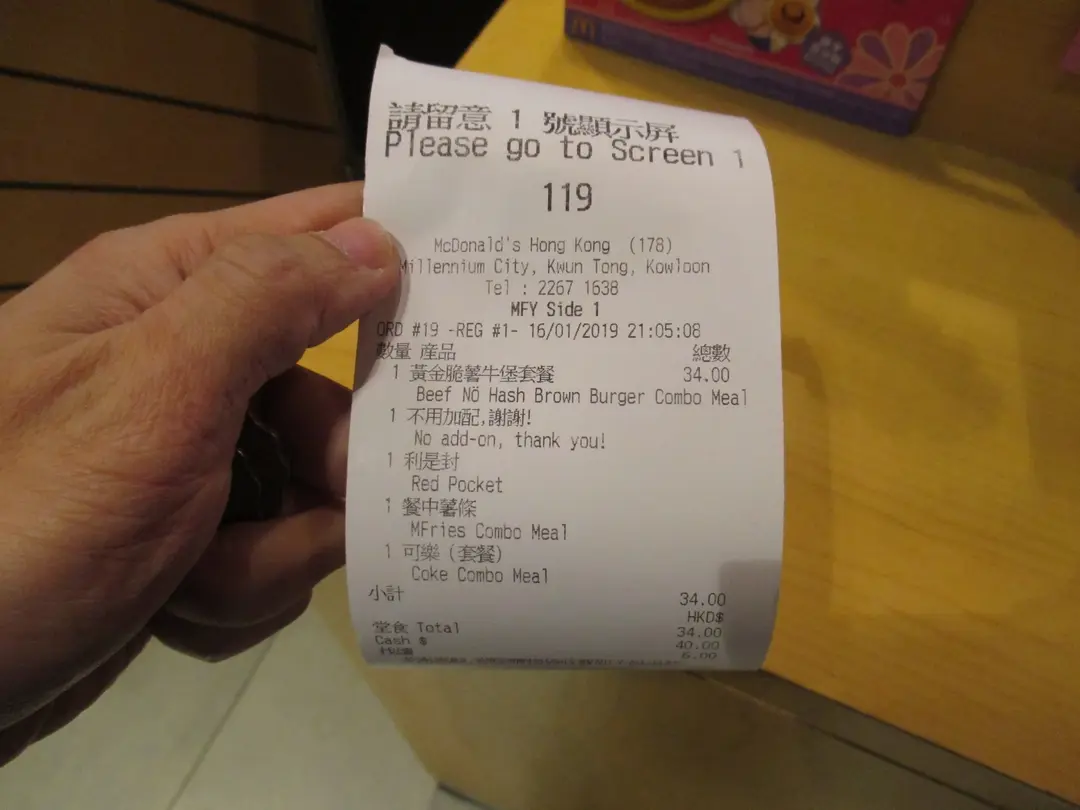 請留意 1 號顯示屏
Please go to Screen 1
119
McDonald's Hong Kong (178)
Millennium City, Kwun Tong, Kowloon
Tel : 2267 1638
MFY Side 1
ORD #19 -REG #1- 16/01/2019 21:05:08
數量 產品 總數
1 黃金脆薯牛堡套餐 34.00
Beef NÖ Hash Brown Burger Combo Meal
1 不用加配,謝謝!
No add-on, thank you!
1 利是封
Red Pocket
1 餐中薯條
MFries Combo Meal
1 可樂 (套餐)
Coke Combo Meal
小計 34.00
HKD$
堂食 Total 34.00
Cash $ 40.00
6.00